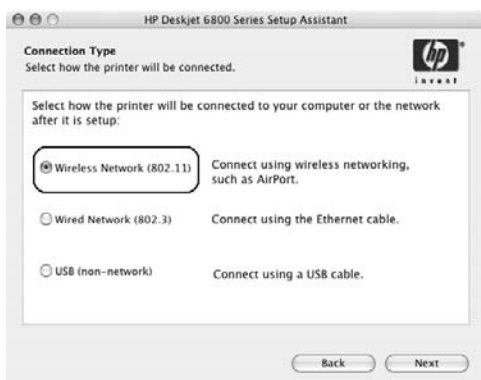 HP Deskjet 6800 Series Setup Assistant
Connection Type
Select how the printer will be connected.
hp
invent
Select how the printer will be connected to your computer or the network
after it is setup:
Wireless Network (802.11)
Connect using wireless networking,
such as AirPort.
Wired Network (802.3)
Connect using the Ethernet cable.
USB (non-network)
Connect using a USB cable.
Back
Next